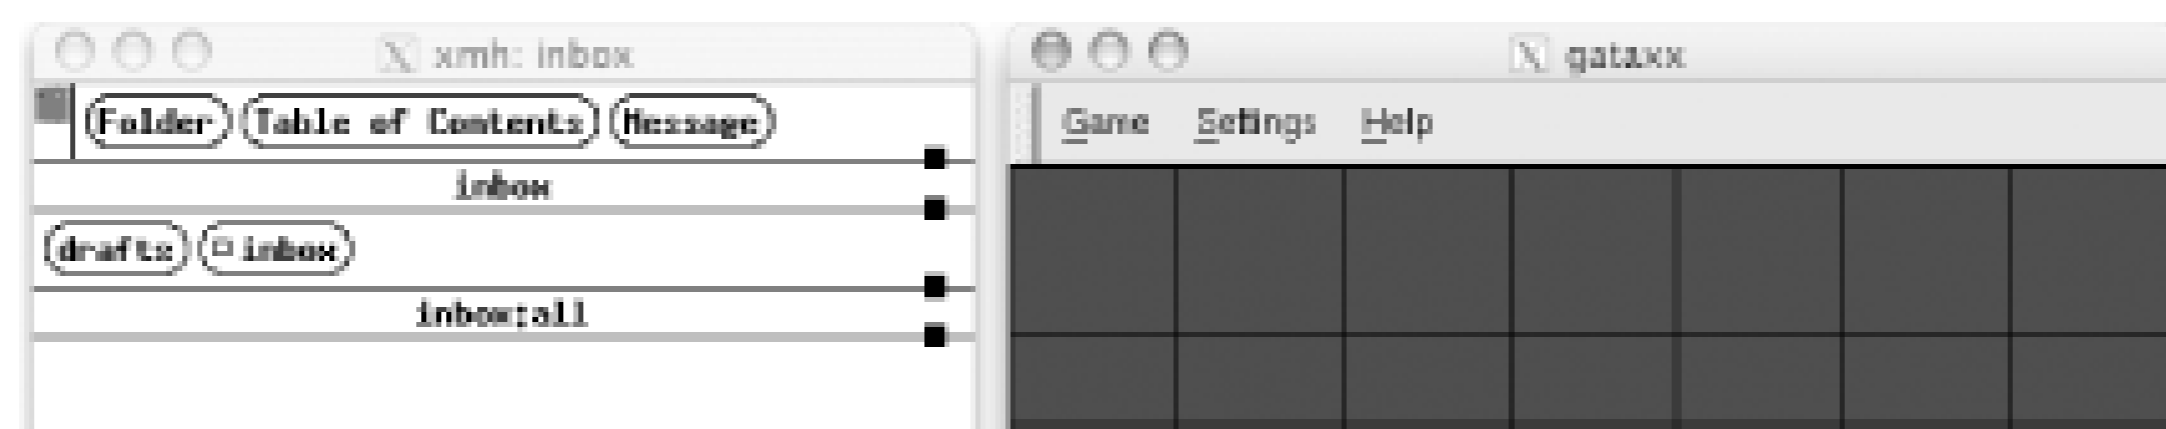 xmh: inbox
Folder Table of Contents Message
inbox
drafts inbox
inbox:all
gataxx
Game Settings Help